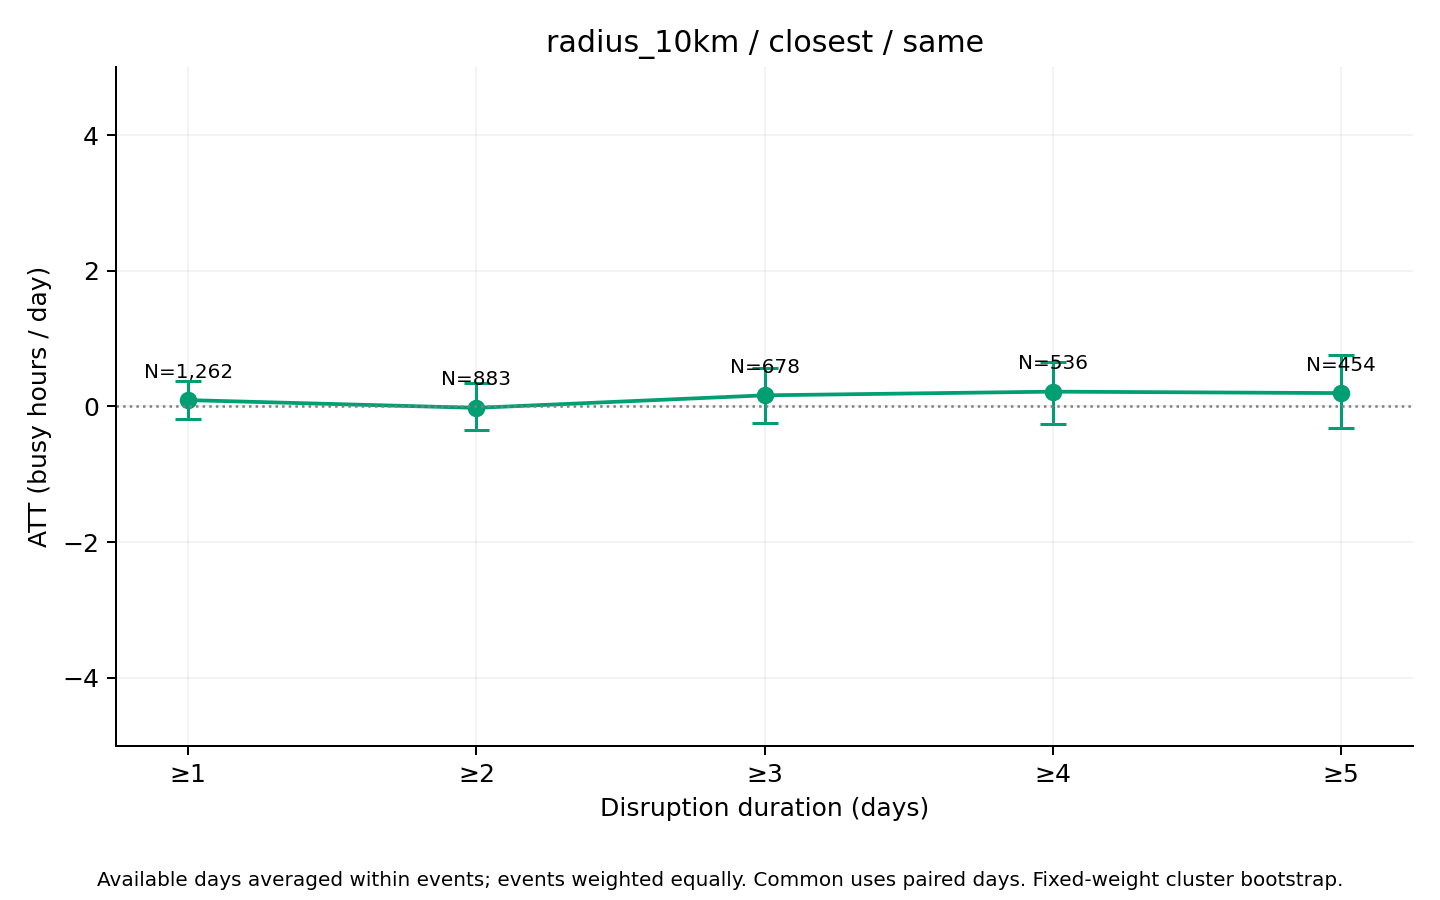 radius_10km / closest / same
ATT (busy hours / day)
4
2
0
−2
−4
N=1,262
N=883
N=678
N=536
N=454
≥1
≥2
≥3
≥4
≥5
Disruption duration (days)
Available days averaged within events; events weighted equally. Common uses paired days. Fixed-weight cluster bootstrap.